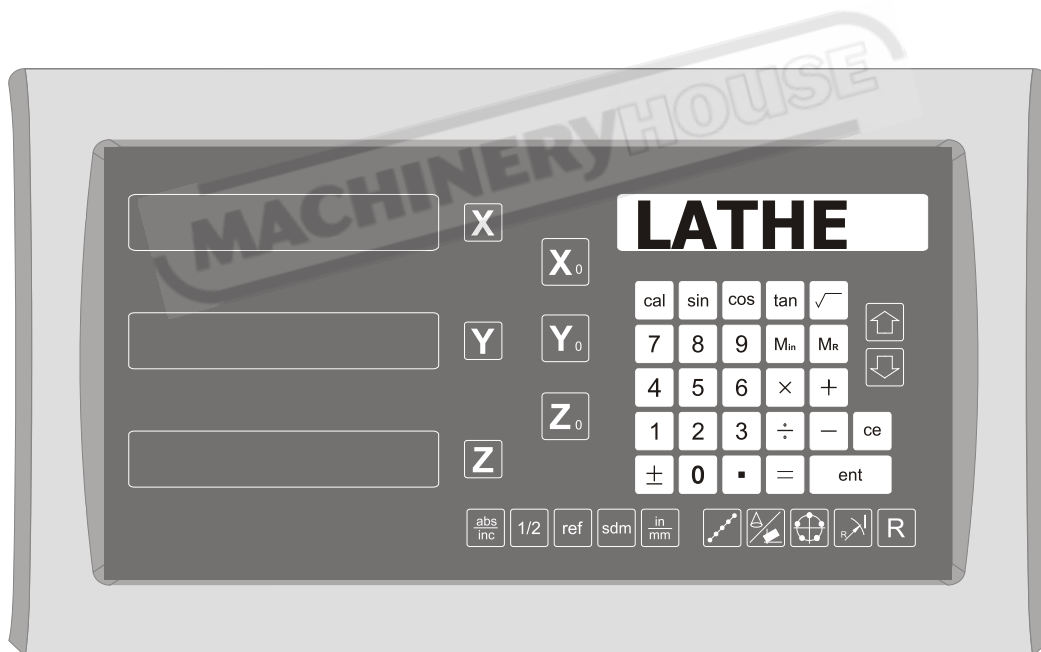 MACHINERYHOUSE
LATHE
X
X0
Y
Y0
Z
Z0
cal sin cos tan √
7 8 9 Min MR
4 5 6 × +
1 2 3 ÷ − ce
± 0 . = ent
abs
inc
1/2 ref sdm
in
mm
R
R